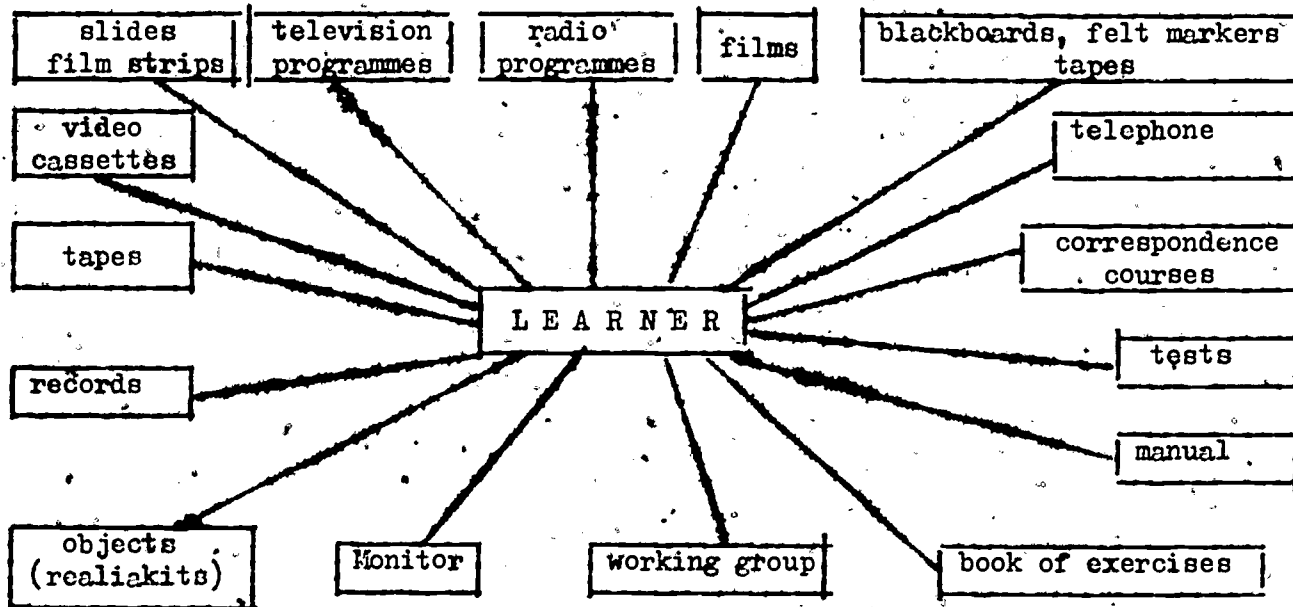 slides
film strips
television
programmes
radio
programmes
films
blackboards, felt markers
tapes
video
cassettes
telephone
tapes
correspondence
courses
L E A R N E R
tests
records
manual
objects
(realiakits)
Monitor
working group
book of exercises